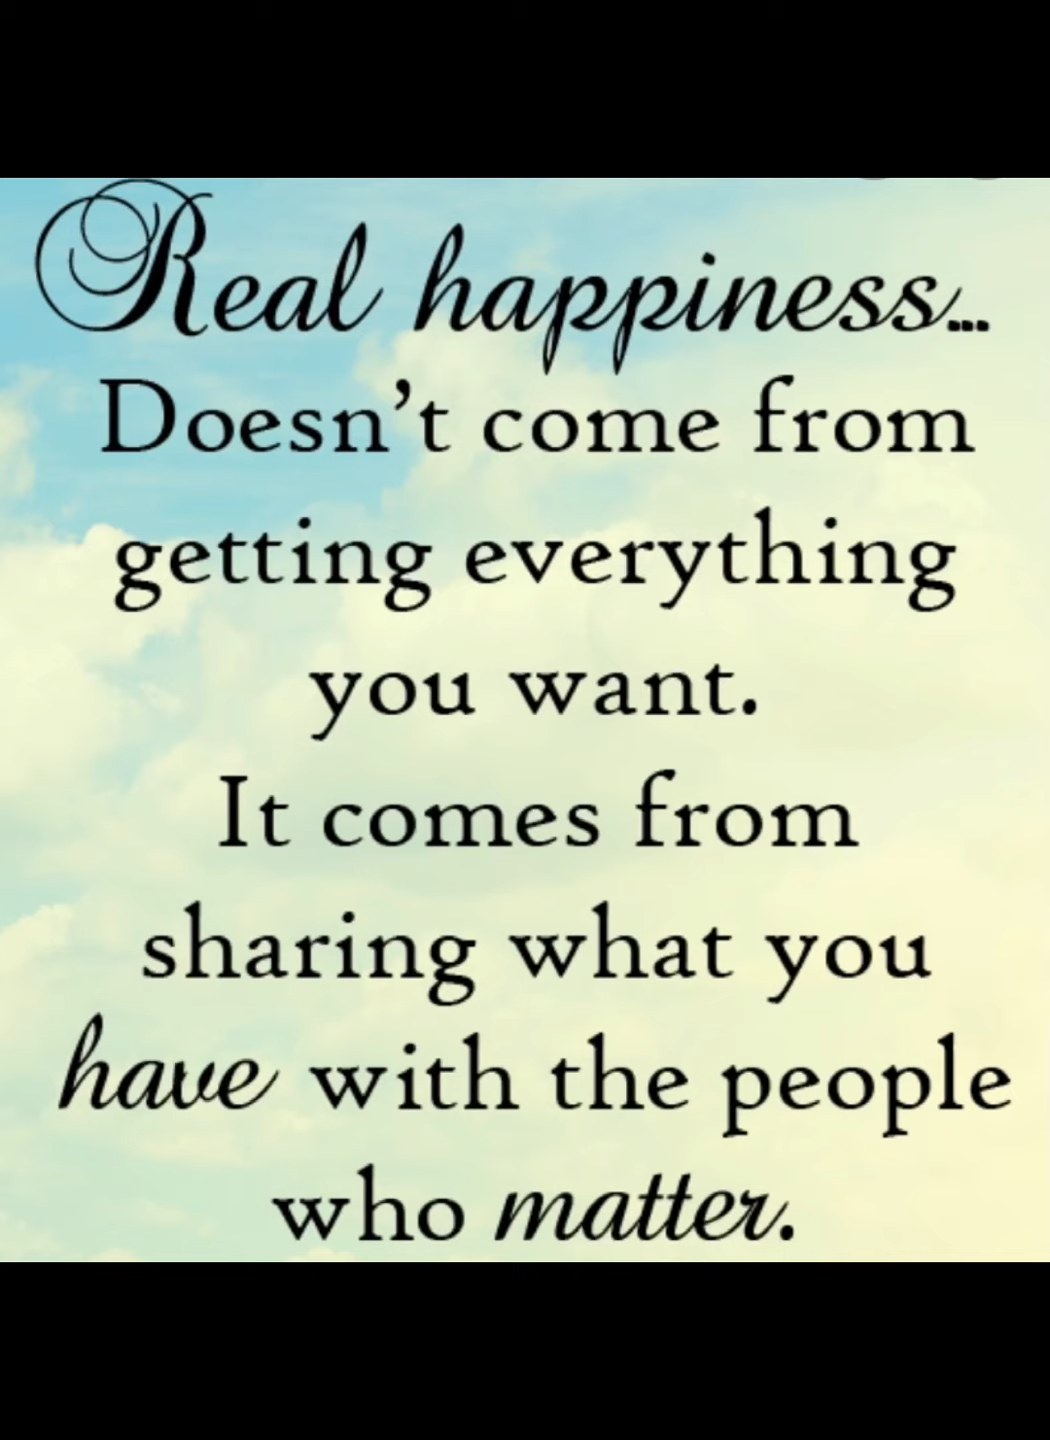 Real happiness...
Doesn't come from
getting everything
you want.
It comes from
sharing what you
have with the people
who matter.